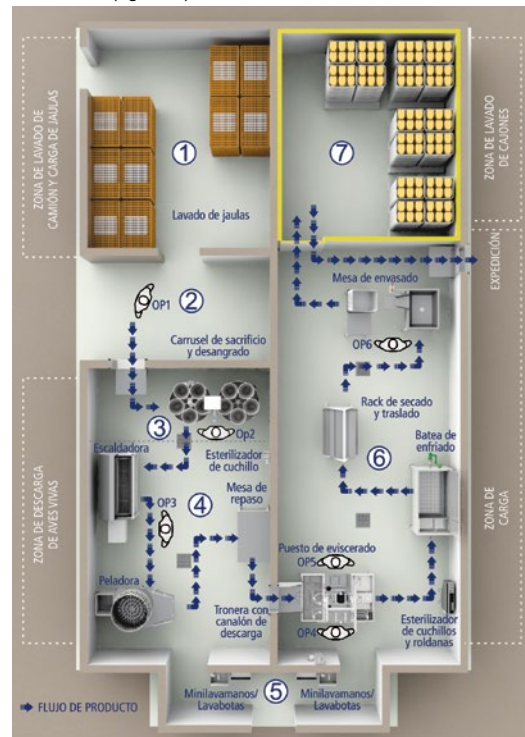 ZONA DE LAVADO DE
CAMIÓN Y CARGA DE JAULAS
1
Lavado de jaulas
7
ZONA DE LAVADO
DE CAJONES
2
OP1
Carrusel de sacrificio
y desangrado
EXPEDICIÓN
Mesa de envasado
OP6
3
Op2
Escaldadora
Esterilizador
de cuchillo
Rack de secado
y traslado
6
Batea de
enfriado
ZONA DE DESCARGA
DE AVES VIVAS
4
Mesa de
repaso
OP3
ZONA DE
CARGA
Peladora
Tronera con
canalón de
descarga
Puesto de eviscerado
OP5
OP4
Esterilizador
de cuchillos
y roldanas
5
Minilavamanos/
Lavabotas
Minilavamanos/
Lavabotas
FLUJO DE PRODUCTO